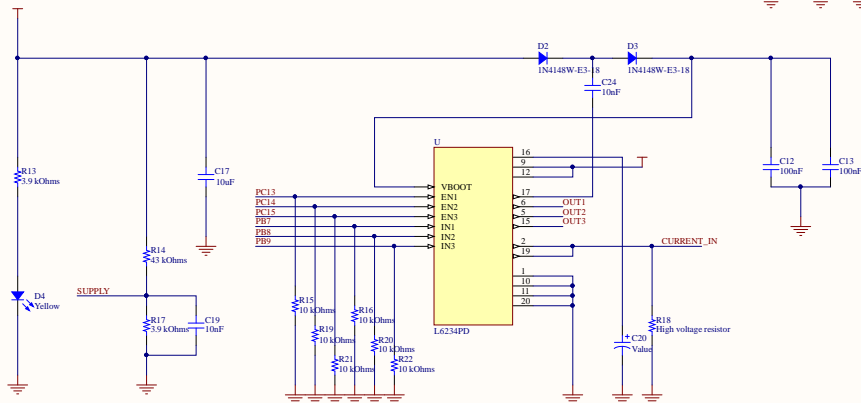 D2
1N4148W-E3-18
D3
1N4148W-E3-18
C24
10nF
R13
3.9 kOhms
C17
10uF
C12
100nF
C13
100nF
U
VBOOT
EN1
EN2
EN3
IN1
IN2
IN3
16
9
12
17
6
5
15
2
19
1
10
11
20
L6234PD
PC13
PC14
PC15
PB7
PB8
PB9
OUT1
OUT2
OUT3
CURRENT_IN
R14
43 kOhms
SUPPLY
D4
Yellow
R17
3.9 kOhms
C19
10nF
R15
10 kOhms
R16
10 kOhms
R19
10 kOhms
R20
10 kOhms
R21
10 kOhms
R22
10 kOhms
C20
Value
R18
High voltage resistor